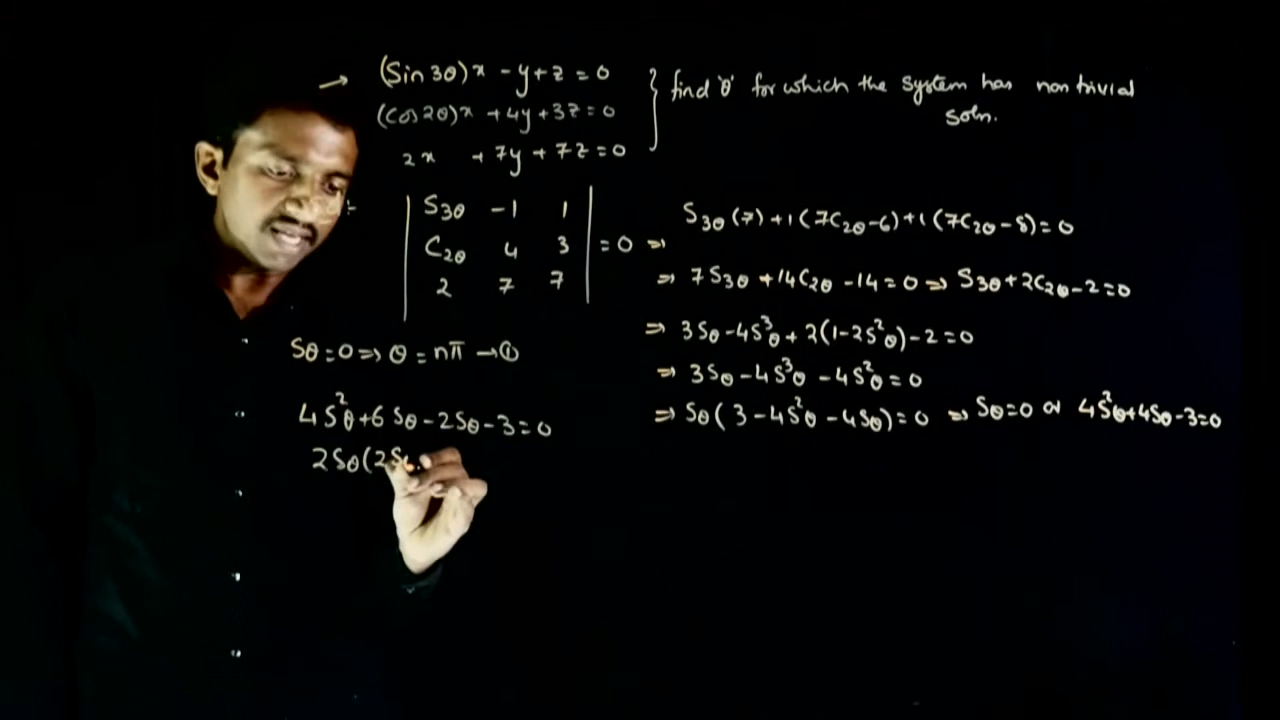 → (Sin 3θ)x - y + z = 0
(cos 2θ)x + 4y + 3z = 0
2x + 7y + 7z = 0
} find 'θ' for which the system has non trivial
soln.
| S3θ -1 1 |
| C2θ 4 3 | = 0 ⇒
| 2 7 7 |
S3θ (7) + 1 (7C2θ - 6) + 1 (7C2θ - 8) = 0
⇒ 7S3θ + 14C2θ - 14 = 0 ⇒ S3θ + 2C2θ - 2 = 0
⇒ 3Sθ - 4S³θ + 2(1 - 2S²θ) - 2 = 0
⇒ 3Sθ - 4S³θ - 4S²θ = 0
⇒ Sθ ( 3 - 4S²θ - 4Sθ) = 0 ⇒ Sθ = 0 or 4S²θ + 4Sθ - 3 = 0
Sθ = 0 ⇒ θ = nπ → ①
4S²θ + 6Sθ - 2Sθ - 3 = 0
2Sθ(2S